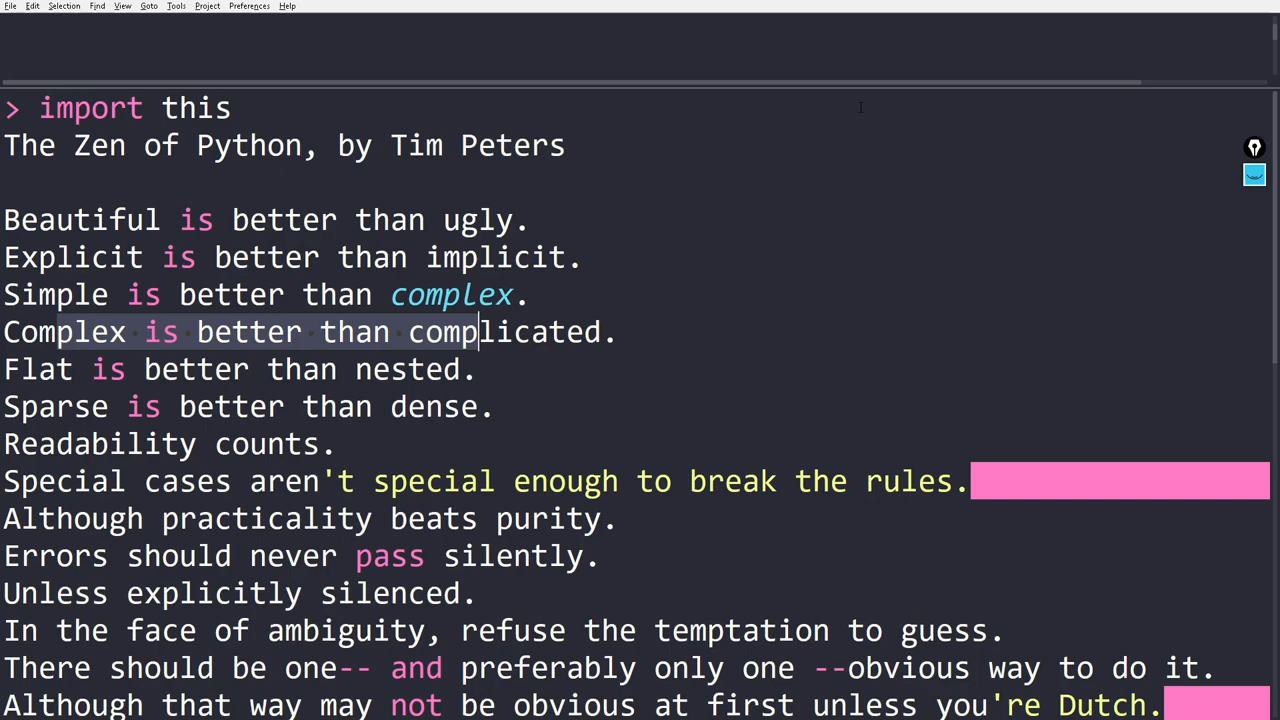 File Edit Selection Find View Goto Tools Project Preferences Help
> import this
The Zen of Python, by Tim Peters
Beautiful is better than ugly.
Explicit is better than implicit.
Simple is better than complex.
Complex is better than complicated.
Flat is better than nested.
Sparse is better than dense.
Readability counts.
Special cases aren't special enough to break the rules.
Although practicality beats purity.
Errors should never pass silently.
Unless explicitly silenced.
In the face of ambiguity, refuse the temptation to guess.
There should be one-- and preferably only one --obvious way to do it.
Although that way may not be obvious at first unless you're Dutch.